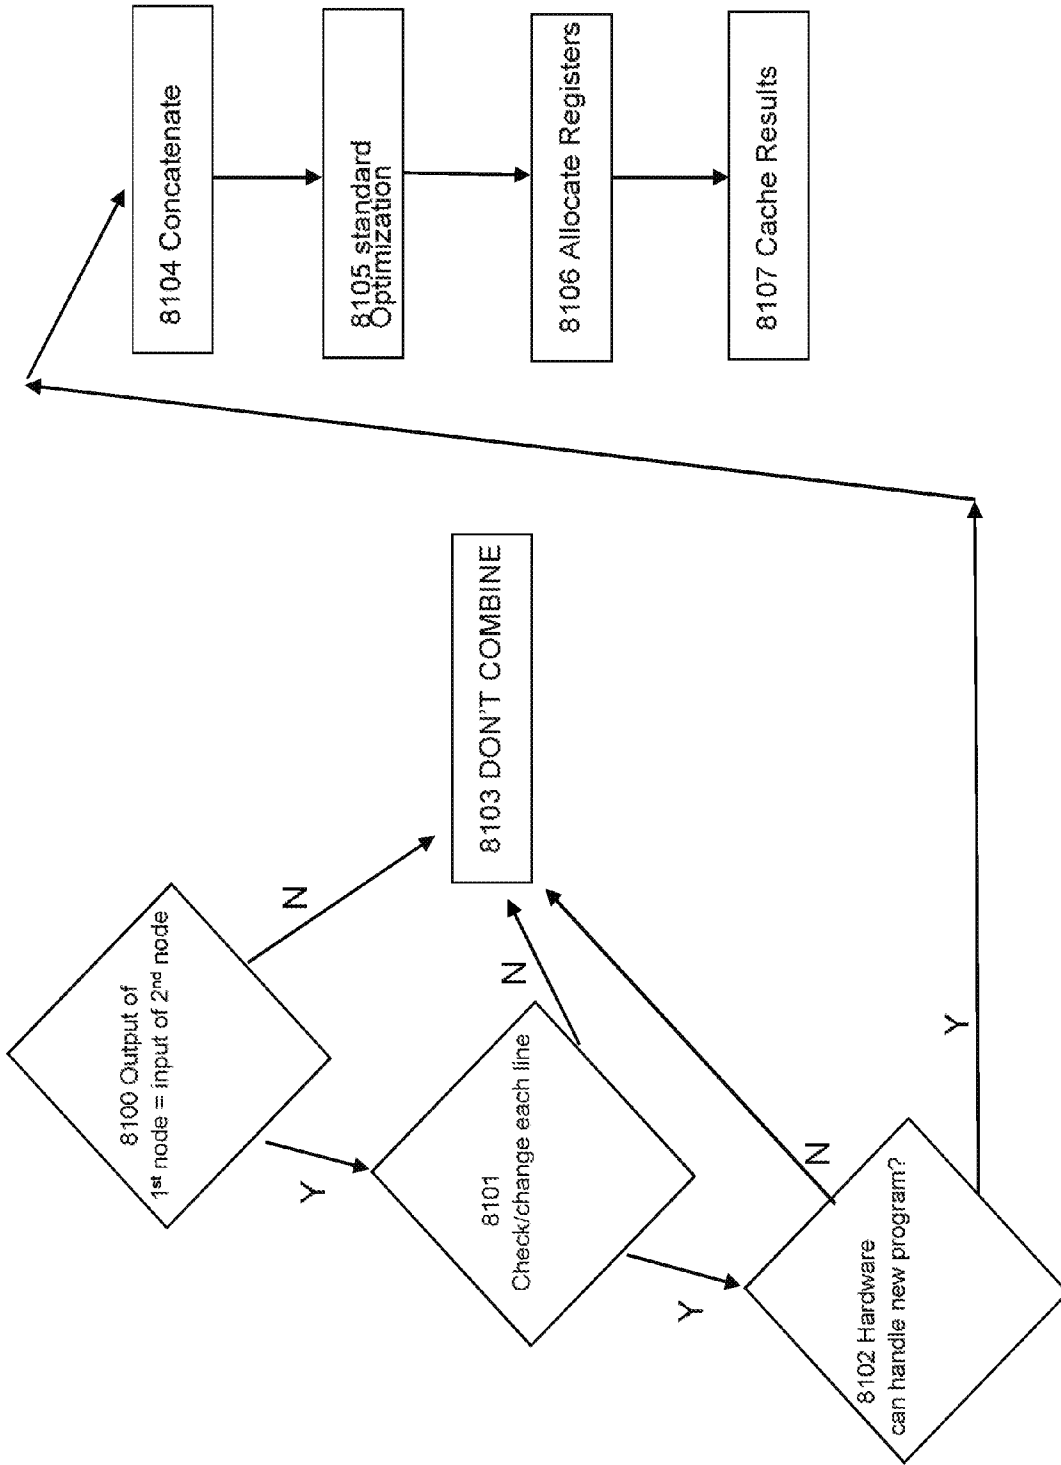 8100 Output of
1st node = input of 2nd node
N
Y
8101
Check/change each line
N
Y
8102 Hardware
can handle new program?
N
Y
8103 DON'T COMBINE
8104 Concatenate
8105 standard
Optimization
8106 Allocate Registers
8107 Cache Results